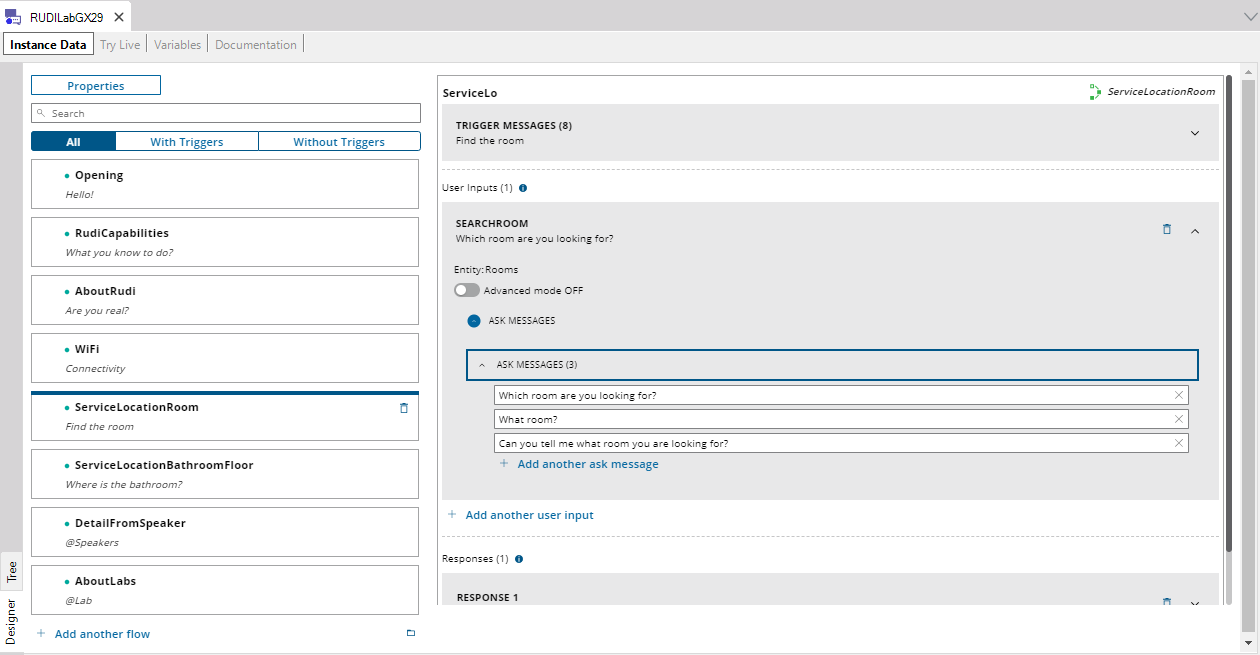 RUDILabGX29
Instance Data
Try Live
Variables
Documentation
Properties
Search
All
With Triggers
Without Triggers
Opening
Hello!
RudiCapabilities
What you know to do?
AboutRudi
Are you real?
WiFi
Connectivity
ServiceLocationRoom
Find the room
ServiceLocationBathroomFloor
Where is the bathroom?
DetailFromSpeaker
@Speakers
AboutLabs
@Lab
Add another flow
Tree
Designer
ServiceLo
ServiceLocationRoom
TRIGGER MESSAGES (8)
Find the room
User Inputs (1)
SEARCHROOM
Which room are you looking for?
Entity:Rooms
Advanced mode OFF
ASK MESSAGES
ASK MESSAGES (3)
Which room are you looking for?
What room?
Can you tell me what room you are looking for?
Add another ask message
Add another user input
Responses (1)
RESPONSE 1